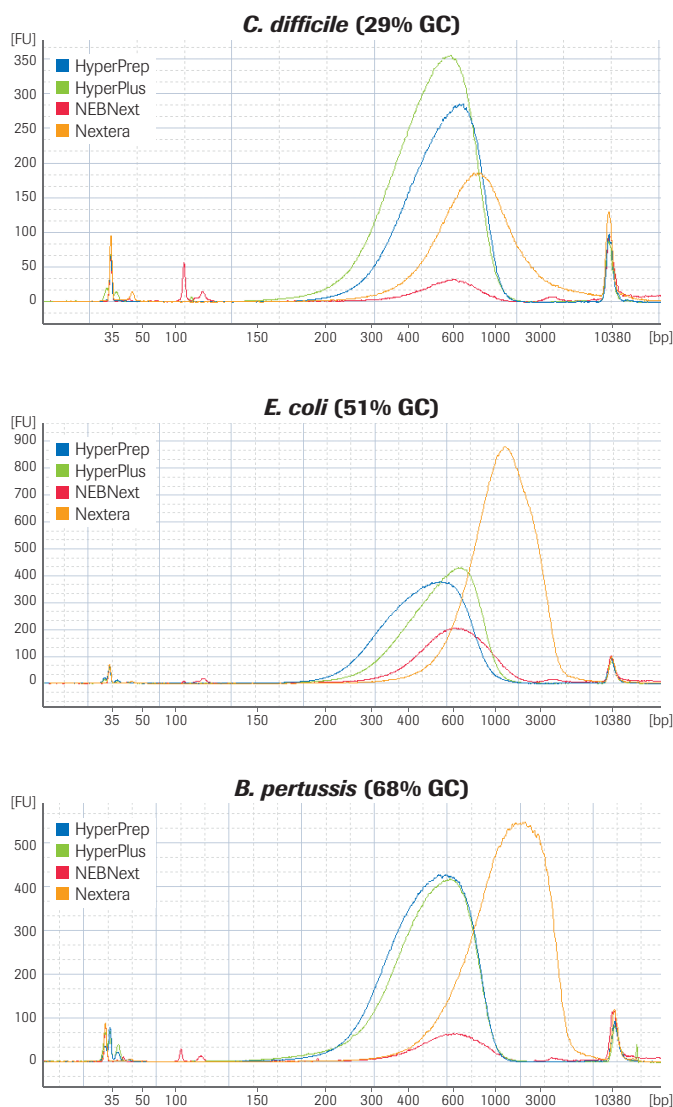 C. difficile (29% GC)
[FU]
350
300
250
200
150
100
50
0
HyperPrep
HyperPlus
NEBNext
Nextera
35 50 100 150 200 300 400 600 1000 3000 10380 [bp]
E. coli (51% GC)
[FU]
900
800
700
600
500
400
300
200
100
0
HyperPrep
HyperPlus
NEBNext
Nextera
35 50 100 150 200 300 400 600 1000 3000 10380 [bp]
B. pertussis (68% GC)
[FU]
500
400
300
200
100
0
HyperPrep
HyperPlus
NEBNext
Nextera
35 50 100 150 200 300 400 600 1000 3000 10380 [bp]